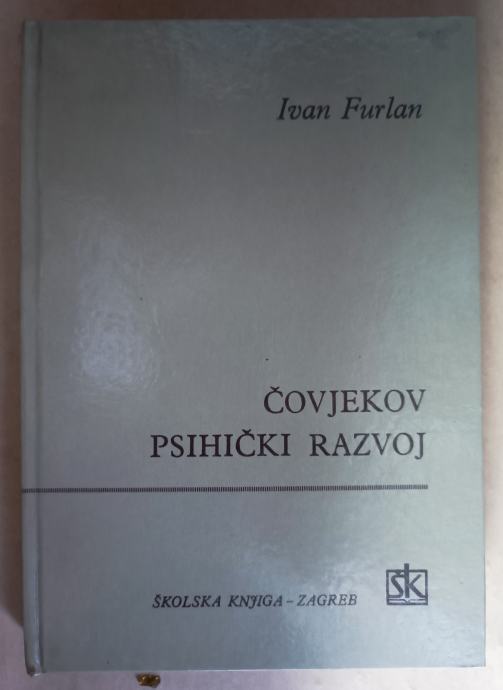 Ivan Furlan
ČOVJEKOV
PSIHIČKI RAZVOJ
ŠKOLSKA KNJIGA – ZAGREB
ŠK